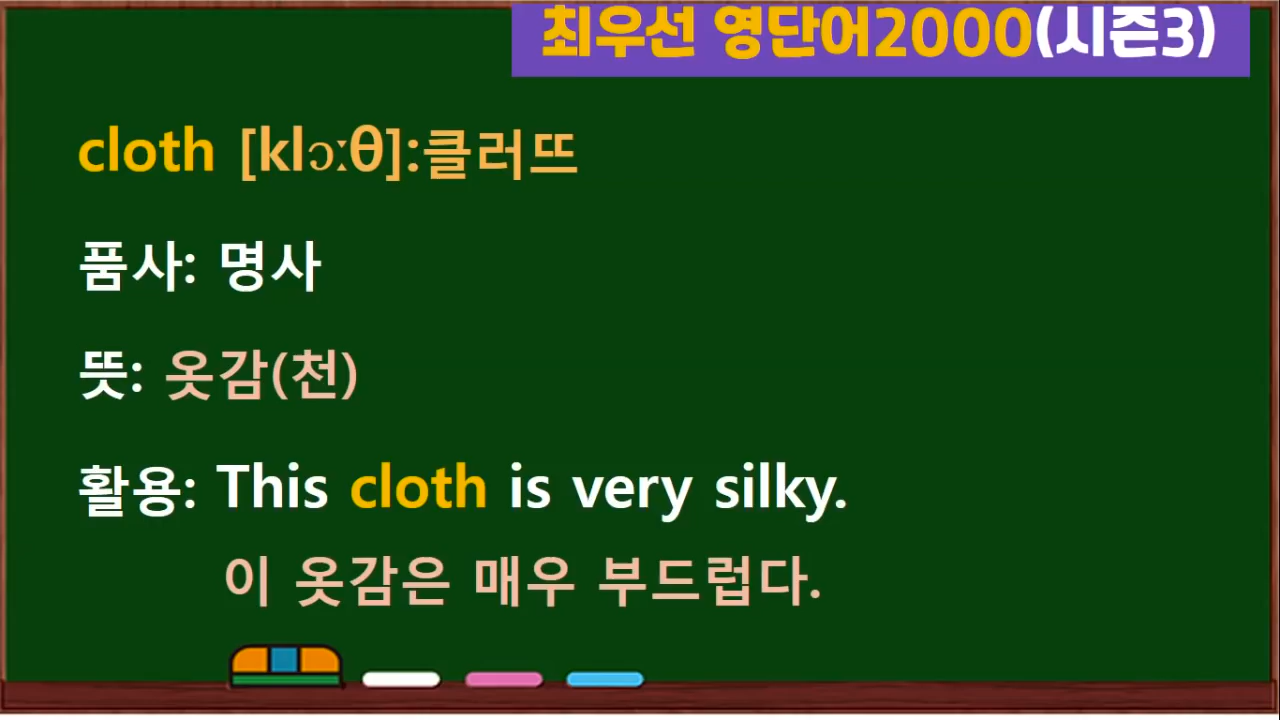 최우선 영단어2000(시즌3)
cloth [klɔːθ]:클러뜨
품사: 명사
뜻: 옷감(천)
활용: This cloth is very silky.
이 옷감은 매우 부드럽다.